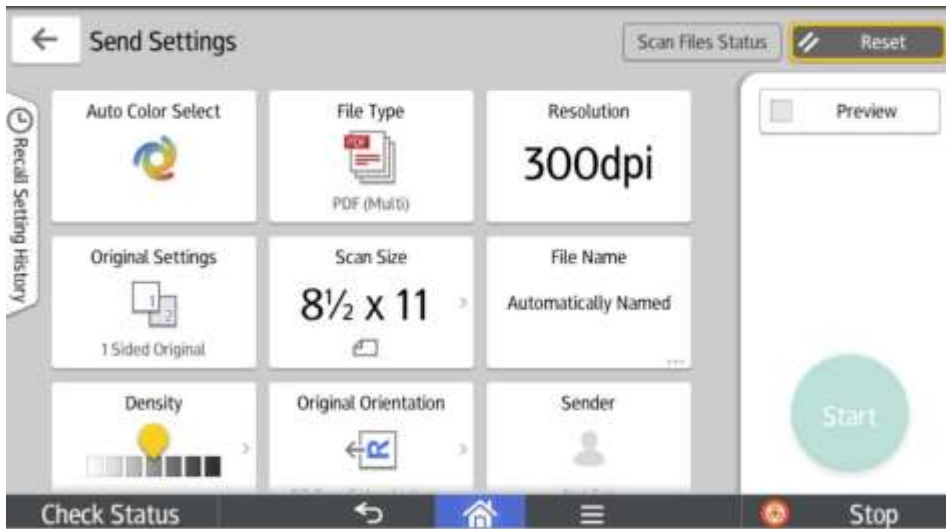 Send Settings
Scan Files Status
Reset
Recall Setting History
Auto Color Select
File Type
PDF
PDF (Multi)
Resolution
300dpi
Preview
Original Settings
1
2
1 Sided Original
Scan Size
8½ x 11
File Name
Automatically Named
...
Density
Original Orientation
R
Sender
Start
Check Status
Stop